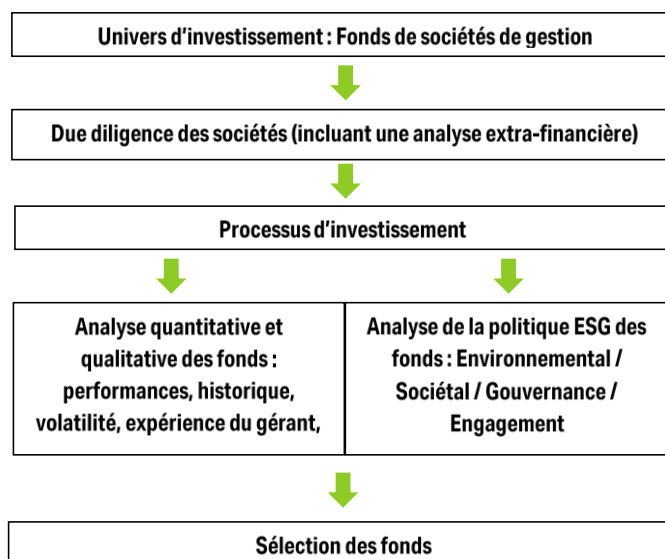 Univers d’investissement : Fonds de sociétés de gestion
Due diligence des sociétés (incluant une analyse extra-financière)
Processus d’investissement
Analyse quantitative et
qualitative des fonds :
performances, historique,
volatilité, expérience du gérant,
Analyse de la politique ESG des
fonds : Environnemental /
Sociétal / Gouvernance /
Engagement
Sélection des fonds